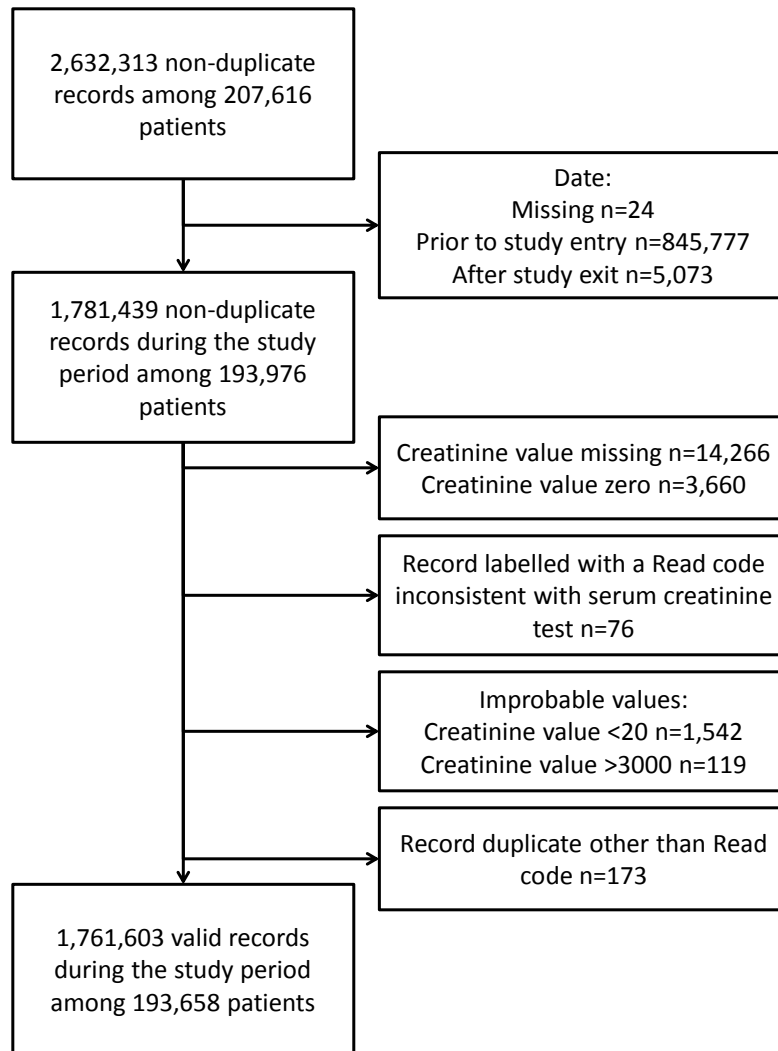 2,632,313 non-duplicate
records among 207,616
patients
Date:
Missing n=24
Prior to study entry n=845,777
After study exit n=5,073
1,781,439 non-duplicate
records during the study
period among 193,976
patients
Creatinine value missing n=14,266
Creatinine value zero n=3,660
Record labelled with a Read code
inconsistent with serum creatinine
test n=76
Improbable values:
Creatinine value <20 n=1,542
Creatinine value >3000 n=119
Record duplicate other than Read
code n=173
1,761,603 valid records
during the study period
among 193,658 patients